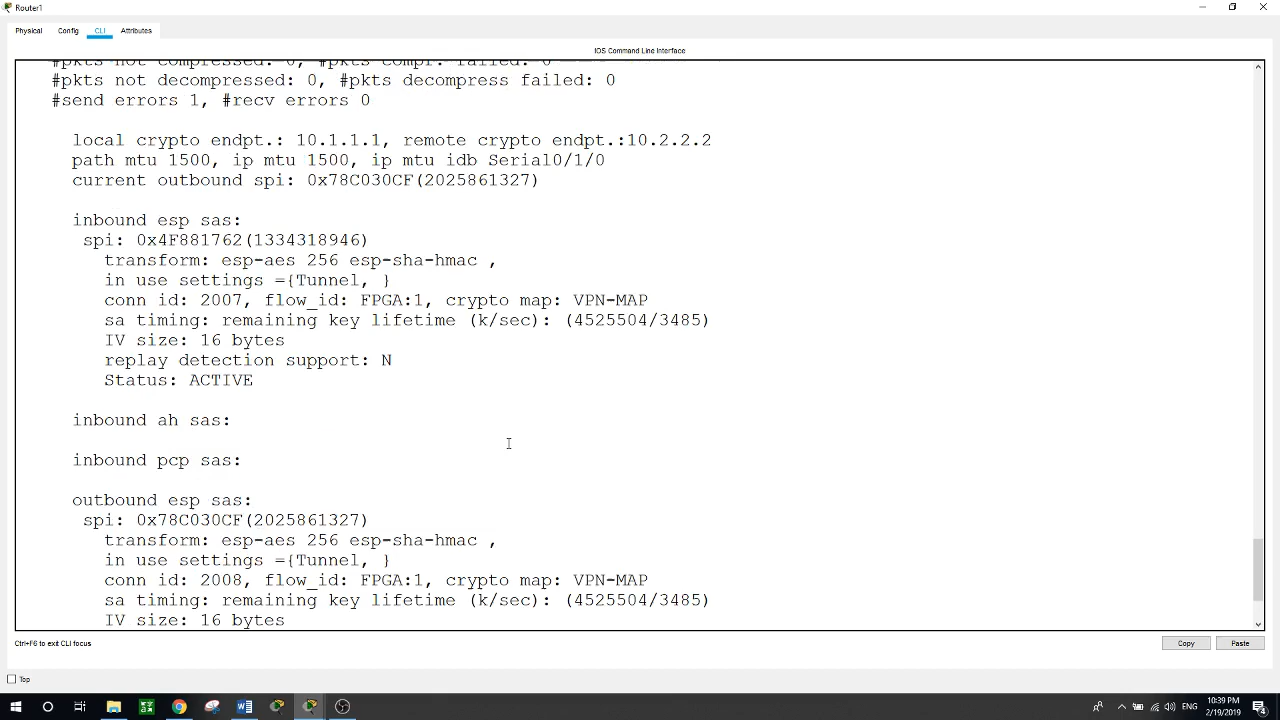 Router1
Physical Config CLI Attributes
IOS Command Line Interface
#pkts not compressed: 0, #pkts compr. failed: 0
#pkts not decompressed: 0, #pkts decompress failed: 0
#send errors 1, #recv errors 0
local crypto endpt.: 10.1.1.1, remote crypto endpt.:10.2.2.2
path mtu 1500, ip mtu 1500, ip mtu idb Serial0/1/0
current outbound spi: 0x78C030CF(2025861327)
inbound esp sas:
spi: 0x4F881762(1334318946)
transform: esp-aes 256 esp-sha-hmac ,
in use settings ={Tunnel, }
conn id: 2007, flow_id: FPGA:1, crypto map: VPN-MAP
sa timing: remaining key lifetime (k/sec): (4525504/3485)
IV size: 16 bytes
replay detection support: N
Status: ACTIVE
inbound ah sas:
inbound pcp sas:
outbound esp sas:
spi: 0x78C030CF(2025861327)
transform: esp-aes 256 esp-sha-hmac ,
in use settings ={Tunnel, }
conn id: 2008, flow_id: FPGA:1, crypto map: VPN-MAP
sa timing: remaining key lifetime (k/sec): (4525504/3485)
IV size: 16 bytes
Ctrl+F6 to exit CLI focus
Copy Paste
Top
ENG
10:39 PM
2/19/2019